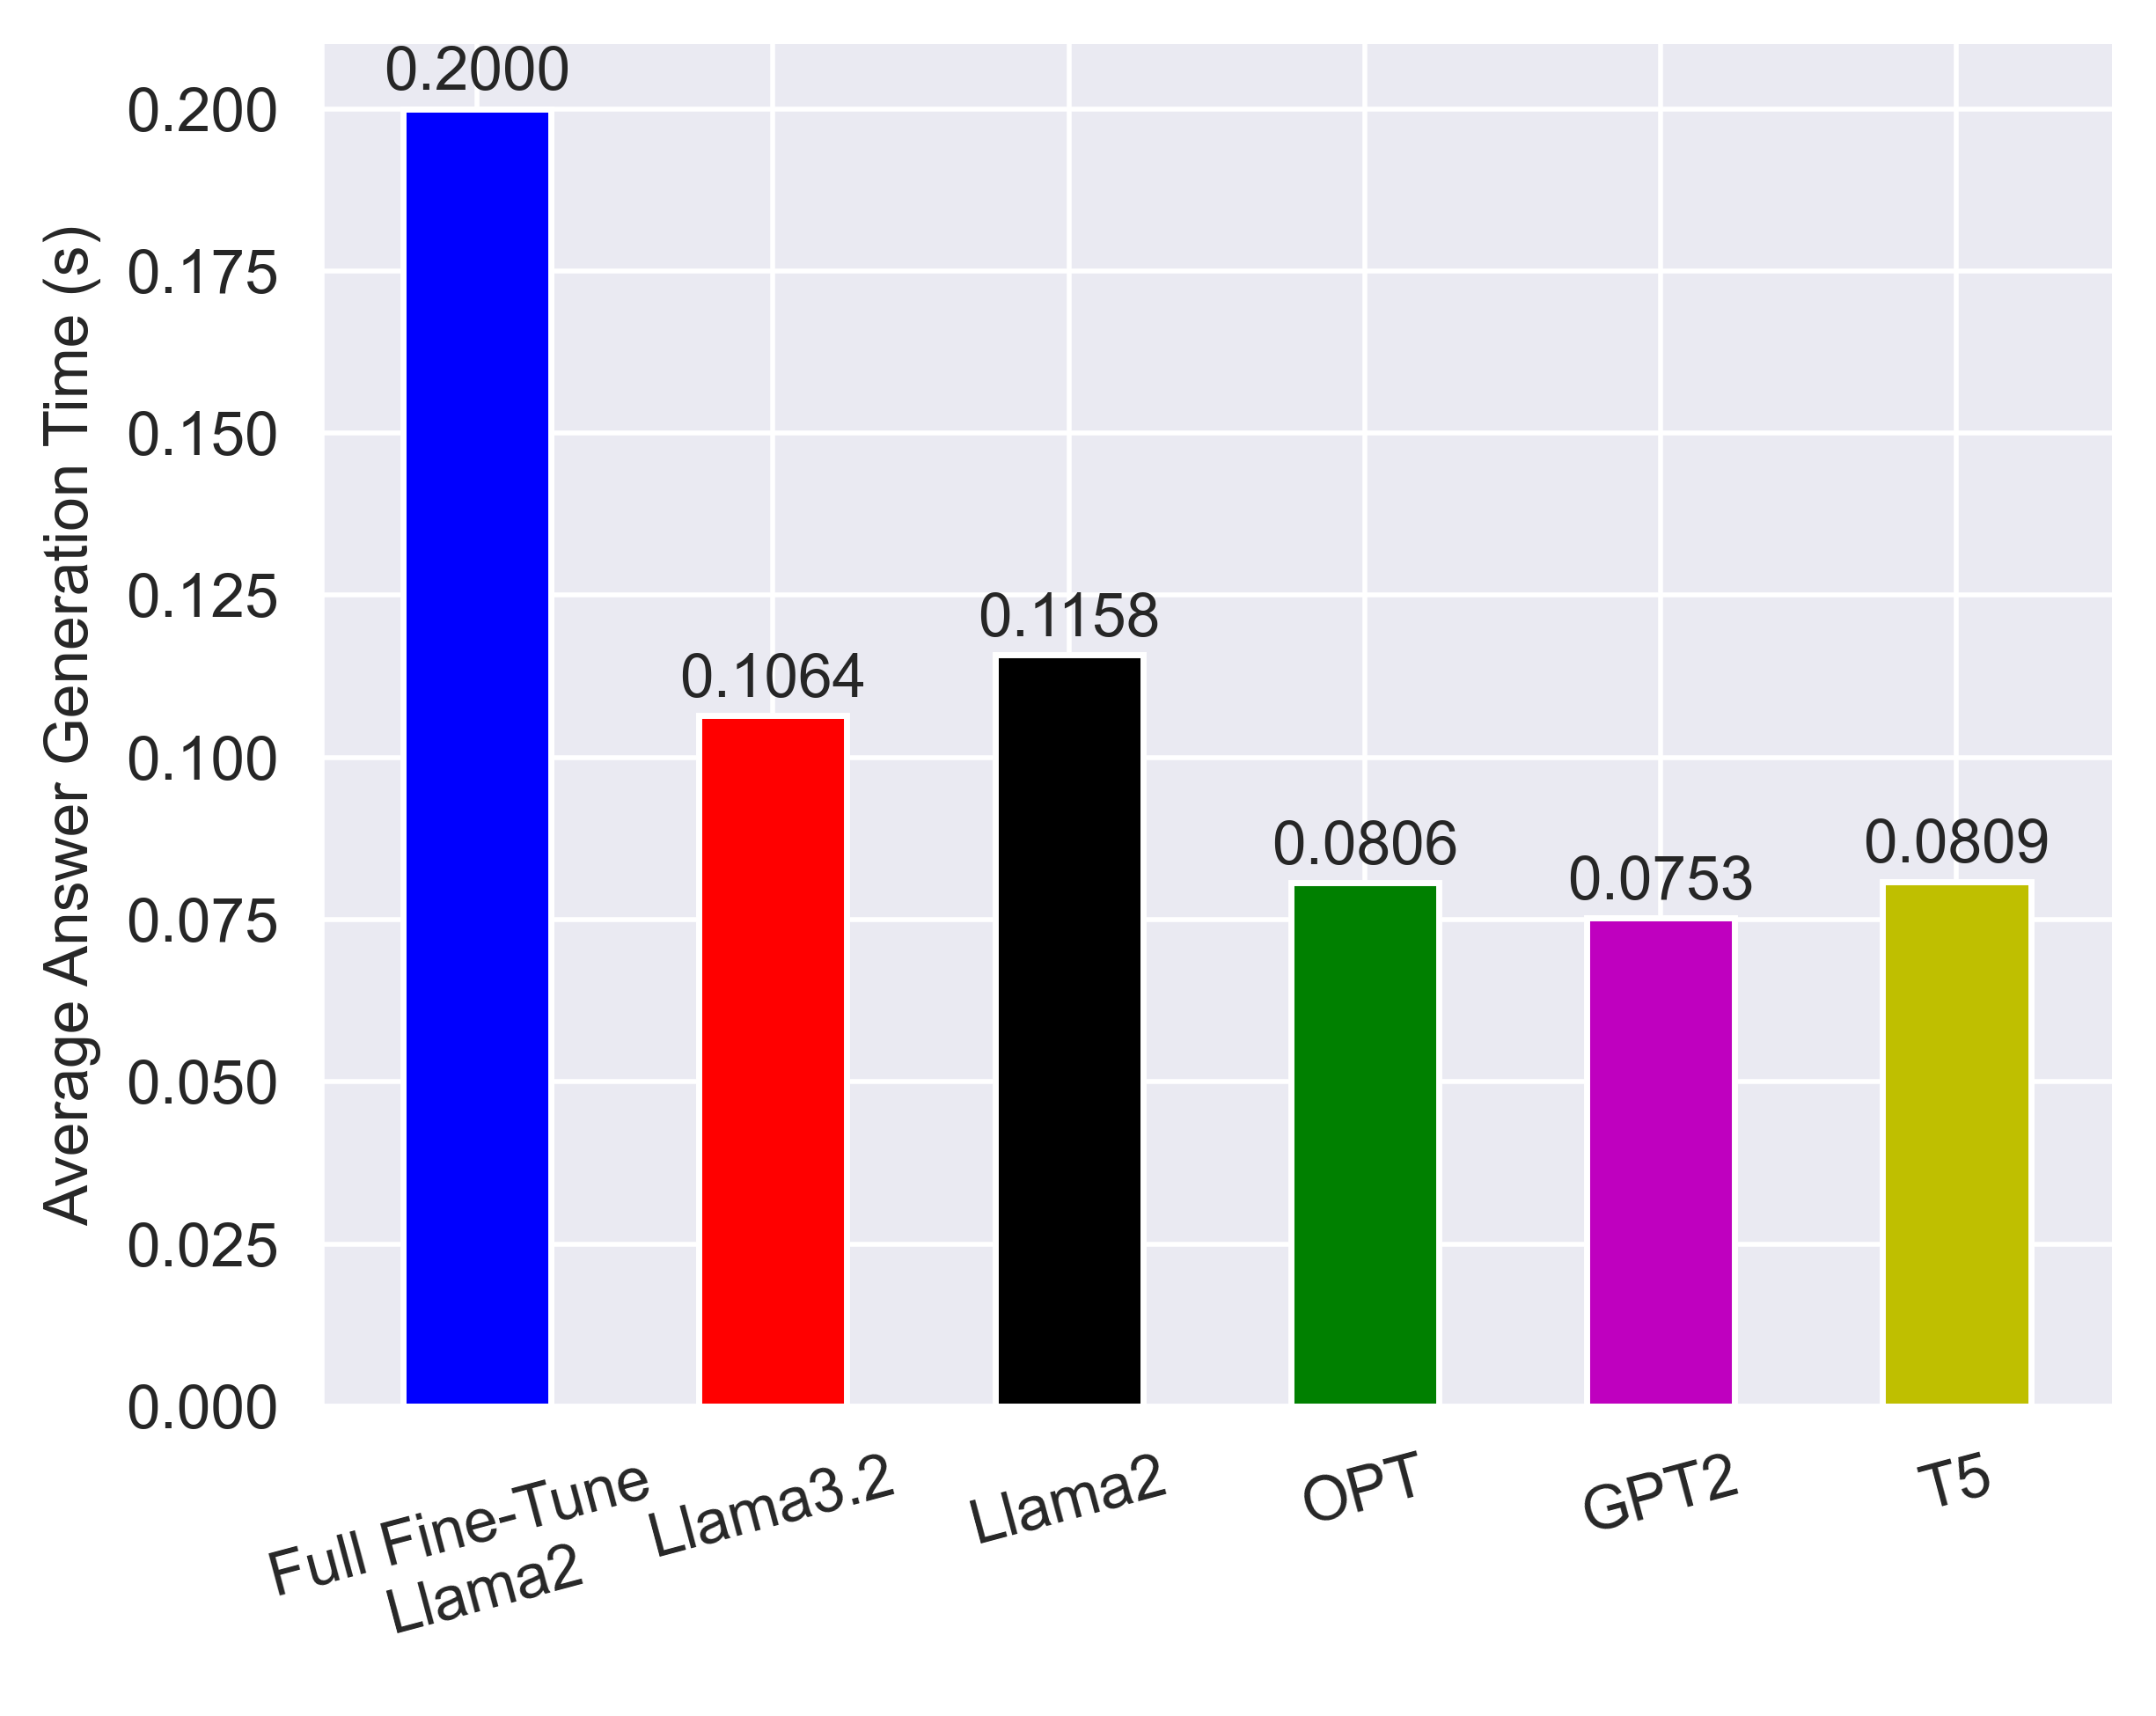 Average Answer Generation Time (s)
0.200
0.175
0.150
0.125
0.100
0.075
0.050
0.025
0.000
0.2000
0.1064
0.1158
0.0806
0.0753
0.0809
Full Fine-Tune
Llama2
Llama3.2
Llama2
OPT
GPT2
T5